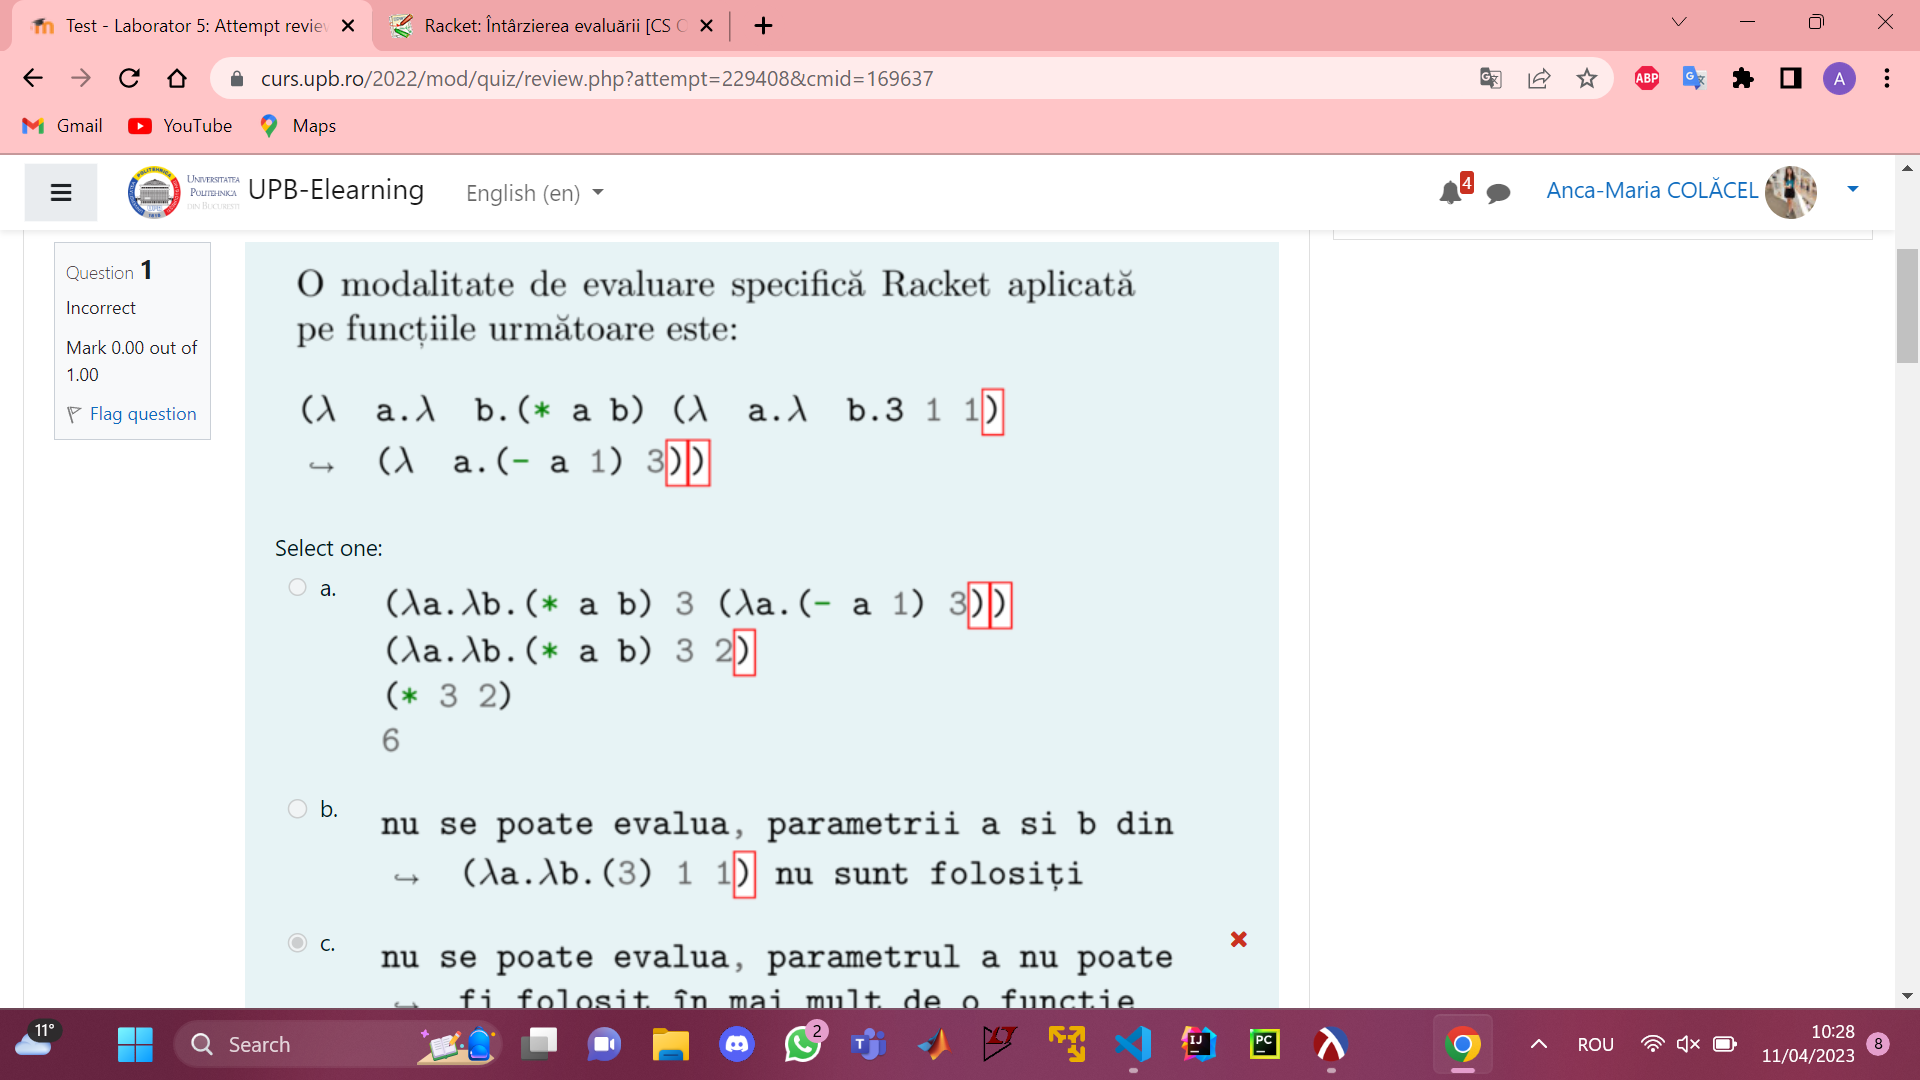 Test - Laborator 5: Attempt revie
Racket: Întârzierea evaluării [CS
curs.upb.ro/2022/mod/quiz/review.php?attempt=229408&cmid=169637
ABP
A
Gmail
YouTube
Maps
UNIVERSITATEA
POLITEHNICA
DIN BUCUREȘTI
UPB-Elearning
English (en)
4
Anca-Maria COLĂCEL
Question 1
Incorrect
Mark 0.00 out of
1.00
Flag question
O modalitate de evaluare specifică Racket aplicată
pe funcțiile următoare este:
(λ a.λ b.(* a b) (λ a.λ b.3 1 1)
↪ (λ a.(- a 1) 3))
Select one:
a.
(λa.λb.(* a b) 3 (λa.(- a 1) 3))
(λa.λb.(* a b) 3 2)
(* 3 2)
6
b.
nu se poate evalua, parametrii a si b din
↪ (λa.λb.(3) 1 1) nu sunt folosiți
c.
nu se poate evalua, parametrul a nu poate
↪ fi folosit în mai mult de o funcție
11°
Search
2
IJ
PC
ROU
10:28
11/04/2023
8